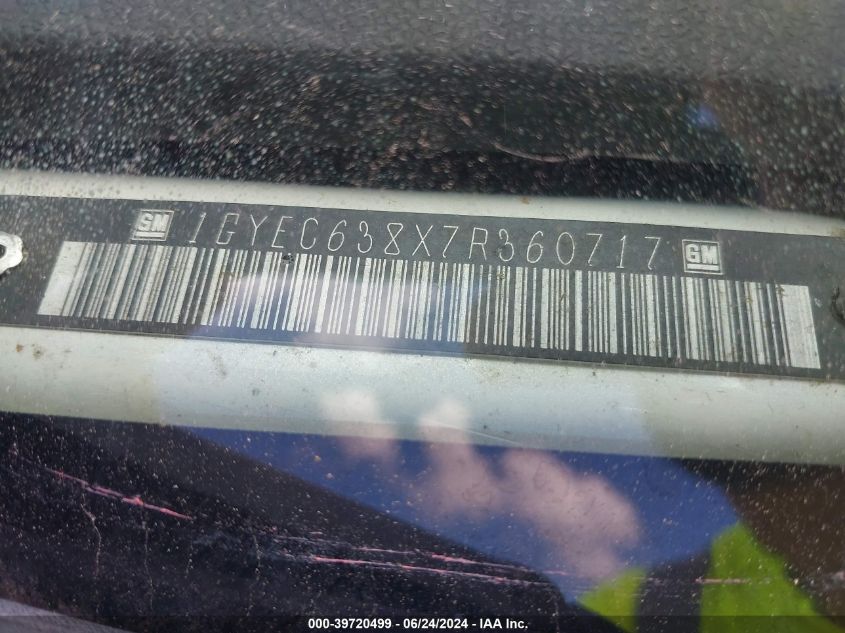 GM 1GYEC638X7R360717 GM
000-39720499 / 06/24/2024 - IAA Inc.